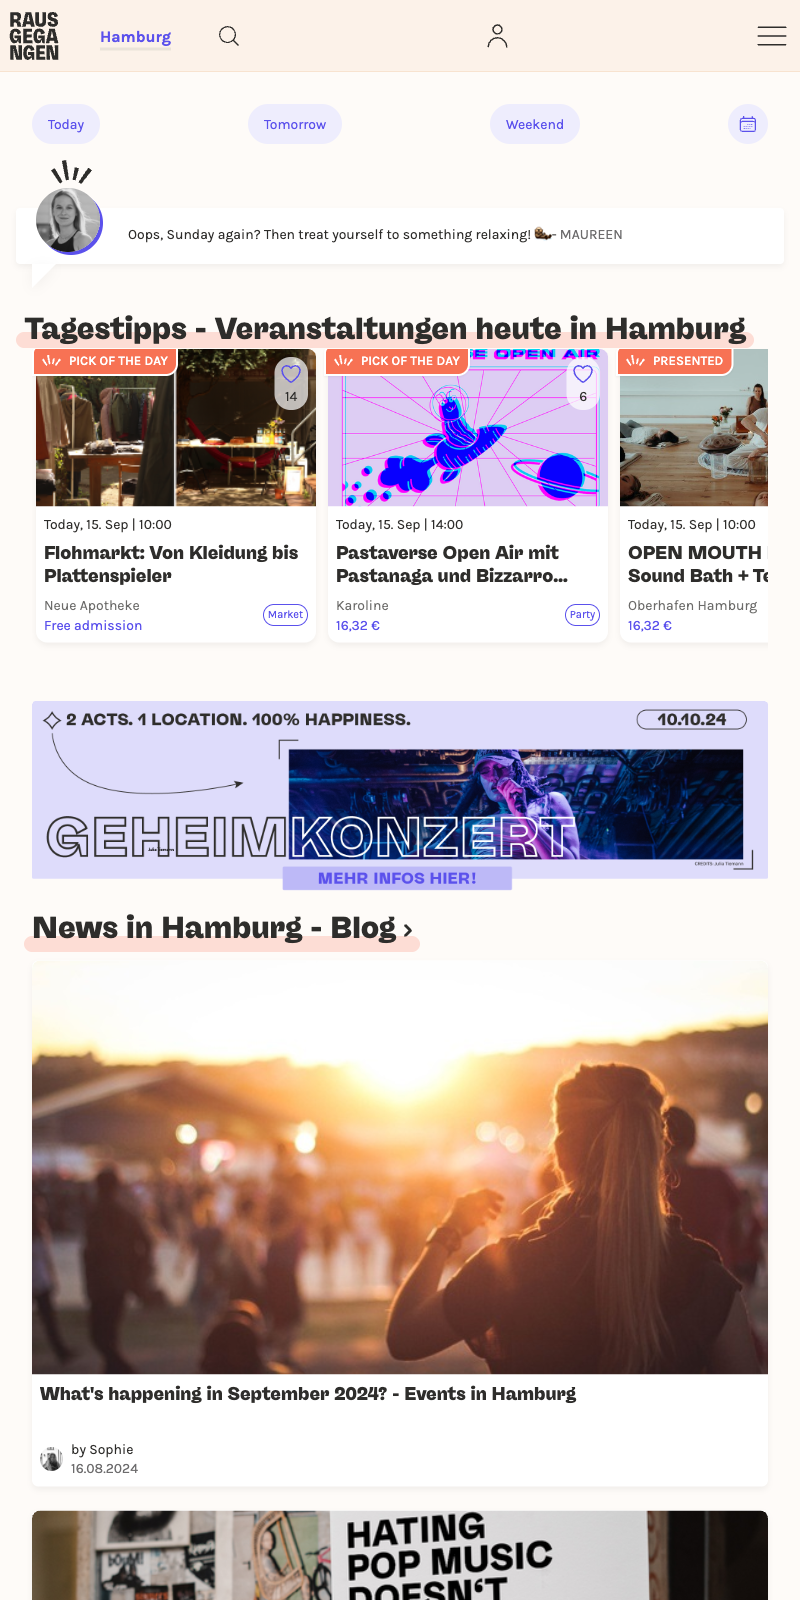 RAUS
GEGA
NGEN
Hamburg
Today
Tomorrow
Weekend
Oops, Sunday again? Then treat yourself to something relaxing! - MAUREEN
Tagestipps - Veranstaltungen heute in Hamburg
PICK OF THE DAY
14
Today, 15. Sep | 10:00
Flohmarkt: Von Kleidung bis
Plattenspieler
Neue Apotheke
Free admission
Market
PICK OF THE DAY
E OPEN AIR
6
Today, 15. Sep | 14:00
Pastaverse Open Air mit
Pastanaga und Bizzarro...
Karoline
16,32 €
Party
PRESENTED
Today, 15. Sep | 10:00
OPEN MOUTH
Sound Bath + Te
Oberhafen Hamburg
16,32 €
2 ACTS. 1 LOCATION. 100% HAPPINESS.
10.10.24
GEHEIMKONZERT
MEHR INFOS HIER!
News in Hamburg - Blog ›
What's happening in September 2024? - Events in Hamburg
by Sophie
16.08.2024
HATING
POP MUSIC
DOESN'T